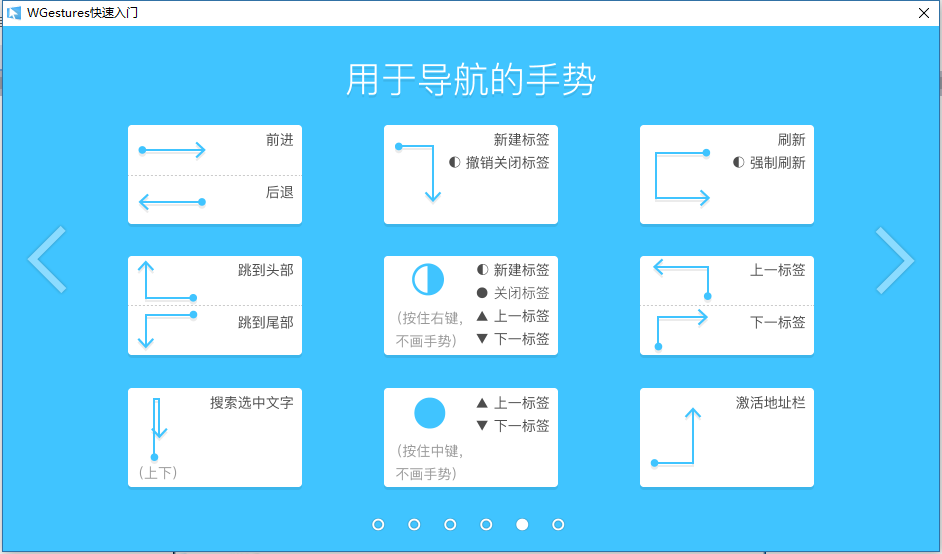 WGestures快速入门
用于导航的手势
前进
后退
新建标签
撤销关闭标签
刷新
强制刷新
跳到头部
跳到尾部
(按住右键,
不画手势)
新建标签
关闭标签
上一标签
下一标签
上一标签
下一标签
搜索选中文字
(上下)
(按住中键,
不画手势)
上一标签
下一标签
激活地址栏